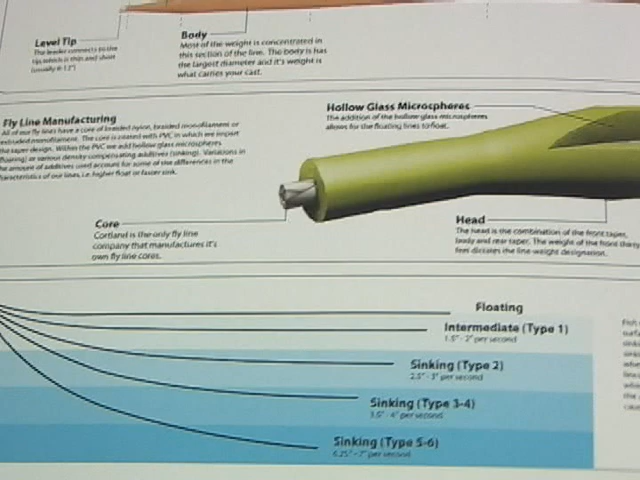 Level Tip
The leader connects to the
tip which is thin and short
(usually 6-12")
Body
Most of the weight is concentrated in
this section of the line. The body is has
the largest diameter and it's weight is
what carries your cast.
Fly Line Manufacturing
All of our fly lines have a core of braided nylon, braided monofilament or
extruded monofilament. The core is coated with PVC in which we import
the taper design. Within the PVC we add hollow glass microspheres
(floating) or various density compensating additives (sinking). Variations in
the amount of additives used account for some of the differences in the
characteristics of our lines, i.e. higher float or faster sink.
Hollow Glass Microspheres
The addition of the hollow glass microspheres
allows for the floating lines to float.
Core
Cortland is the only fly line
company that manufactures it's
own fly line cores.
Head
The head is the combination of the front taper,
body and rear taper. The weight of the front thirty
feet dictates the line weight designation.
Floating
Intermediate (Type 1)
1.5" - 2" per second
Sinking (Type 2)
2.5" - 3" per second
Sinking (Type 3-4)
3.5" - 4" per second
Sinking (Type 5-6)
6.25" - 7" per second